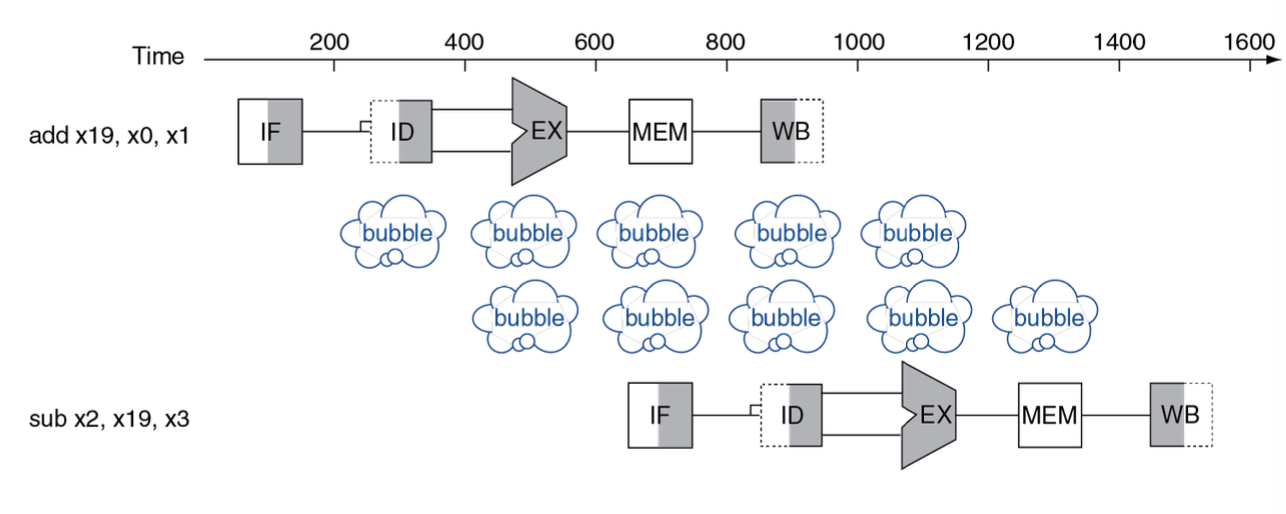 200 400 600 800 1000 1200 1400 1600
Time
add x19, x0, x1 IF ID EX MEM WB
bubble bubble bubble bubble bubble
bubble bubble bubble bubble bubble
sub x2, x19, x3 IF ID EX MEM WB